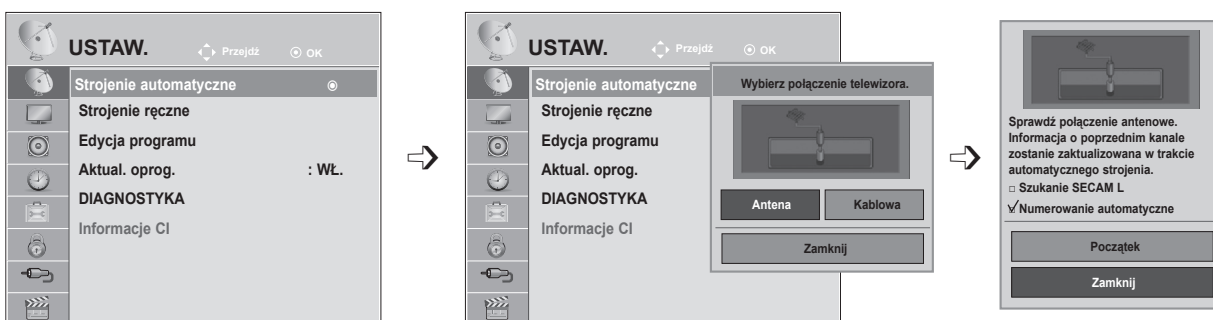 USTAW.
Przejdź
OK
Strojenie automatyczne
Strojenie ręczne
Edycja programu
Aktual. oprog. : WŁ.
DIAGNOSTYKA
Informacje CI
USTAW.
Przejdź
OK
Strojenie automatyczne
Strojenie ręczne
Edycja programu
Aktual. oprog.
DIAGNOSTYKA
Informacje CI
Wybierz połączenie telewizora.
Antena
Kablowa
Zamknij
Sprawdź połączenie antenowe.
Informacja o poprzednim kanale
zostanie zaktualizowana w trakcie
automatycznego strojenia.
Szukanie SECAM L
Numerowanie automatyczne
Początek
Zamknij